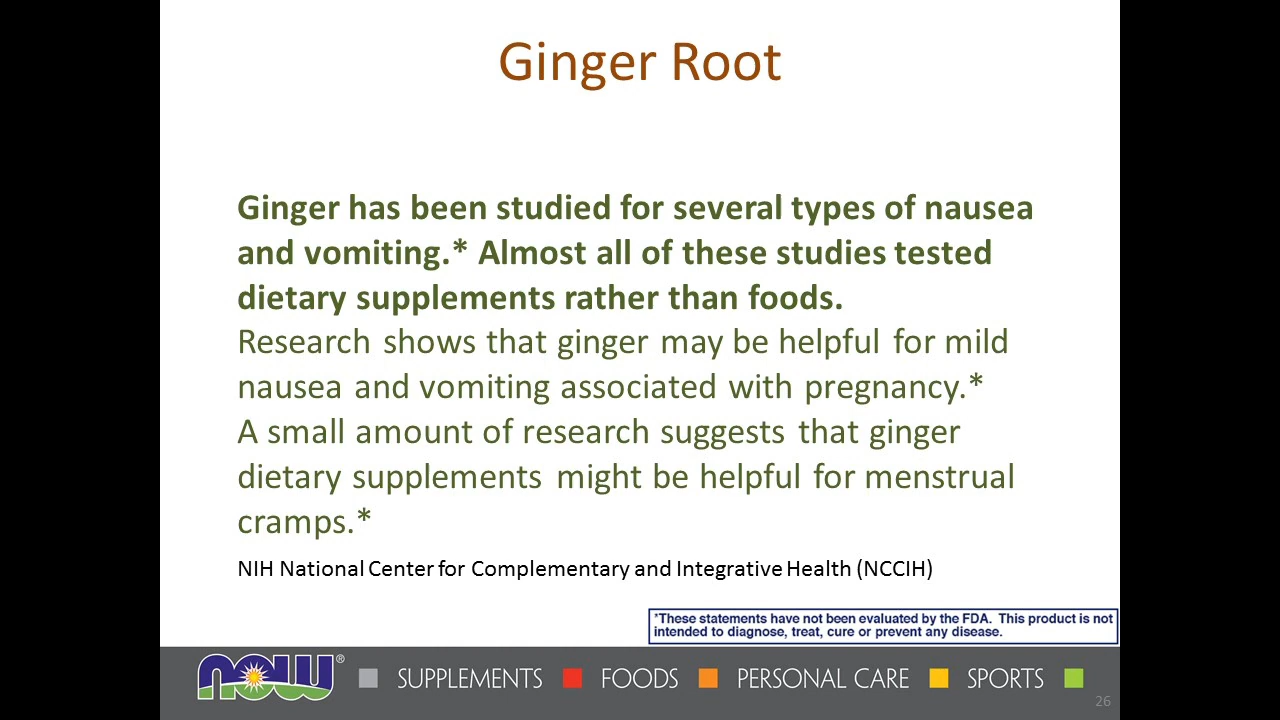 Ginger Root
Ginger has been studied for several types of nausea
and vomiting.* Almost all of these studies tested
dietary supplements rather than foods.
Research shows that ginger may be helpful for mild
nausea and vomiting associated with pregnancy.*
A small amount of research suggests that ginger
dietary supplements might be helpful for menstrual
cramps.*
NIH National Center for Complementary and Integrative Health (NCCIH)
*These statements have not been evaluated by the FDA. This product is not
intended to diagnose, treat, cure or prevent any disease.
now® SUPPLEMENTS FOODS PERSONAL CARE SPORTS
26